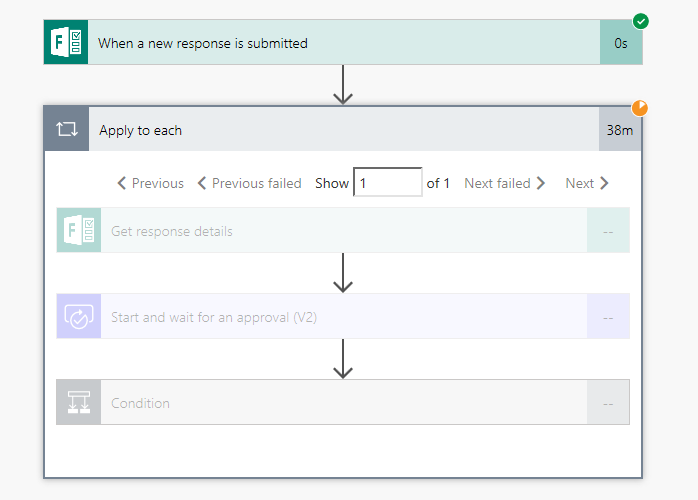 When a new response is submitted
0s
Apply to each
38m
Previous Previous failed Show 1 of 1 Next failed Next
Get response details
--
Start and wait for an approval (V2)
--
Condition
--